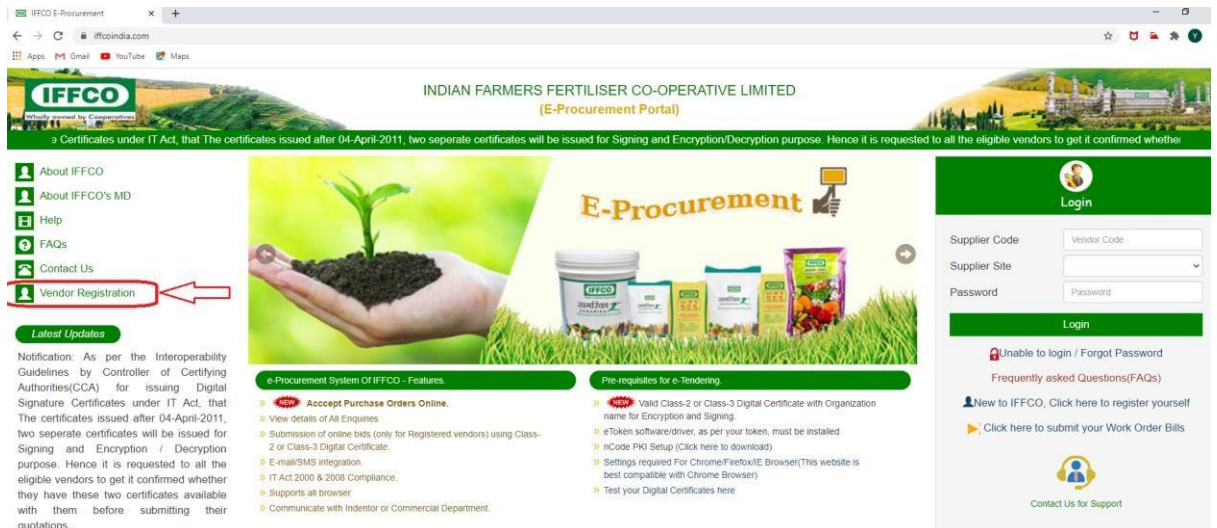 IFFCO E-Procurement
iffcoindia.com
Apps Gmail YouTube Maps
Y
IFFCO
Wholly owned by Cooperatives
INDIAN FARMERS FERTILISER CO-OPERATIVE LIMITED
(E-Procurement Portal)
Certificates under IT Act, that The certificates issued after 04-April-2011, two seperate certificates will be issued for Signing and Encryption/Decryption purpose. Hence it is requested to all the eligible vendors to get it confirmed whether
About IFFCO
About IFFCO's MD
Help
FAQs
Contact Us
Vendor Registration
Latest Updates
Notification: As per the Interoperability
Guidelines by Controller of Certifying
Authorities(CCA) for issuing Digital
Signature Certificates under IT Act, that
The certificates issued after 04-April-2011,
two seperate certificates will be issued for
Signing and Encryption / Decryption
purpose. Hence it is requested to all the
eligible vendors to get it confirmed whether
they have these two certificates available
with them before submitting their
quotations
E-Procurement
IFFCO
सागरिका
e-Procurement System Of IFFCO - Features.
NEW Acccept Purchase Orders Online.
View details of All Enquiries
Submission of online bids (only for Registered vendors) using Class-
2 or Class-3 Digital Certificate.
E-mail/SMS integration.
IT Act 2000 & 2008 Compliance.
Supports all browser.
Communicate with Indentor or Commercial Department.
Pre-requisites for e-Tendering.
NEW Valid Class-2 or Class-3 Digital Certificate with Organization
name for Encryption and Signing.
eToken software/driver, as per your token, must be installed
nCode PKI Setup (Click here to download)
Settings required For Chrome/Firefox/IE Browser(This website is
best compatible with Chrome Browser)
Test your Digital Certificates here
Login
Supplier Code Vendor Code
Supplier Site
Password Password
Login
Unable to login / Forgot Password
Frequently asked Questions(FAQs)
New to IFFCO, Click here to register yourself
Click here to submit your Work Order Bills
Contact Us for Support